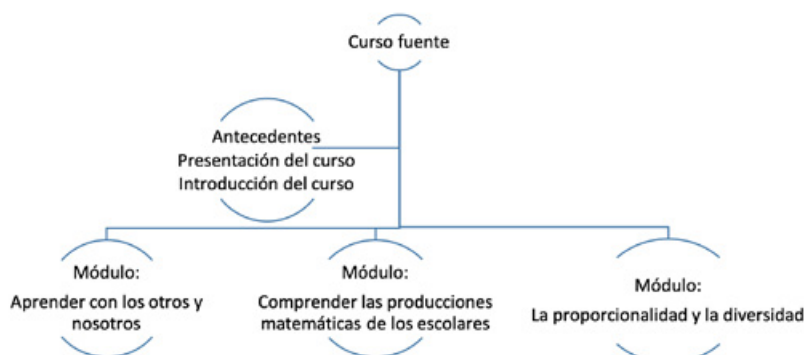 Curso fuente
Antecedentes
Presentación del curso
Introducción del curso
Módulo:
Aprender con los otros y
nosotros
Módulo:
Comprender las producciones
matemáticas de los escolares
Módulo:
La proporcionalidad y la diversidad